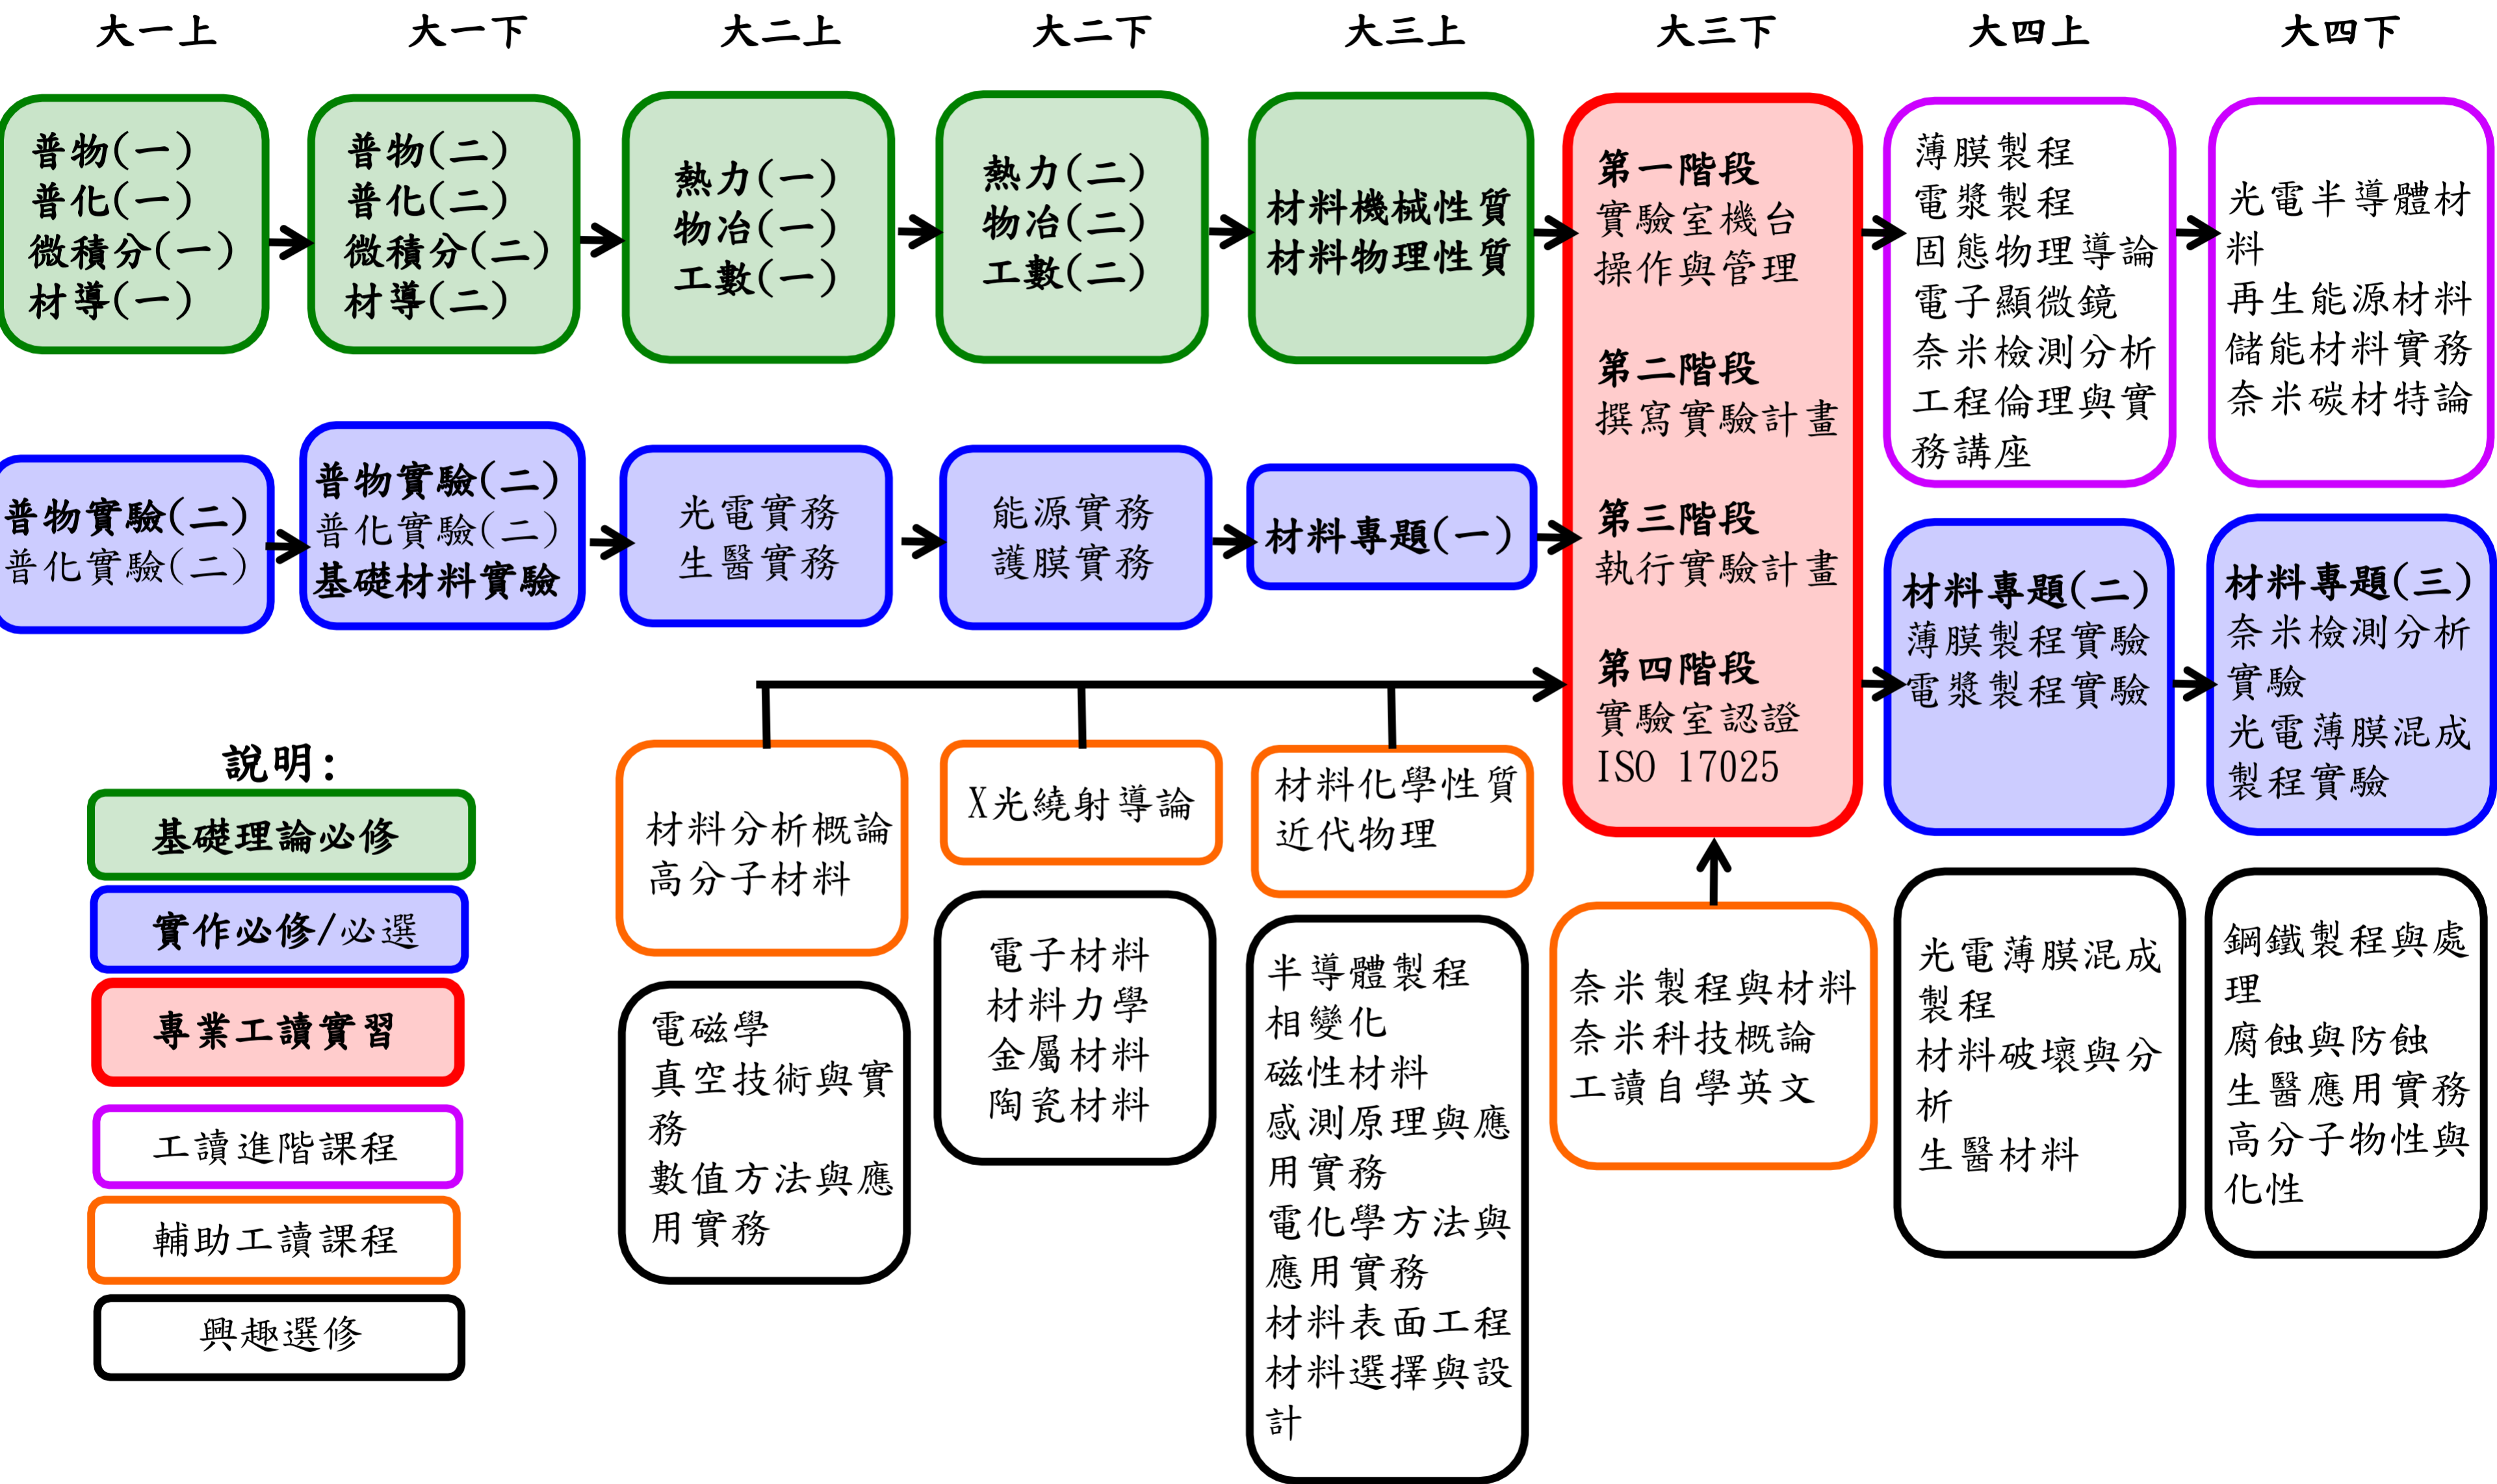 大一上
大一下
大二上
大二下
大三上
大三下
大四上
大四下
普物(一)
普化(一)
微積分(一)
材導(一)
普物(二)
普化(二)
微積分(二)
材導(二)
熱力(一)
物冶(一)
工數(一)
熱力(二)
物冶(二)
工數(二)
材料機械性質
材料物理性質
第一階段
實驗室機台
操作與管理
第二階段
撰寫實驗計畫
第三階段
執行實驗計畫
第四階段
實驗室認證
ISO 17025
薄膜製程
電漿製程
固態物理導論
電子顯微鏡
奈米檢測分析
工程倫理與實
務講座
光電半導體材
料
再生能源材料
儲能材料實務
奈米碳材特論
普物實驗(二)
普化實驗(二)
普物實驗(二)
普化實驗(二)
基礎材料實驗
光電實務
生醫實務
能源實務
護膜實務
材料專題(一)
材料專題(二)
薄膜製程實驗
電漿製程實驗
材料專題(三)
奈米檢測分析
實驗
光電薄膜混成
製程實驗
材料分析概論
高分子材料
X光繞射導論
材料化學性質
近代物理
奈米製程與材料
奈米科技概論
工讀自學英文
電磁學
真空技術與實
務
數值方法與應
用實務
電子材料
材料力學
金屬材料
陶瓷材料
半導體製程
相變化
磁性材料
感測原理與應
用實務
電化學方法與
應用實務
材料表面工程
材料選擇與設
計
光電薄膜混成
製程
材料破壞與分
析
生醫材料
鋼鐵製程與處
理
腐蝕與防蝕
生醫應用實務
高分子物性與
化性
說明:
基礎理論必修
實作必修/必選
專業工讀實習
工讀進階課程
輔助工讀課程
興趣選修